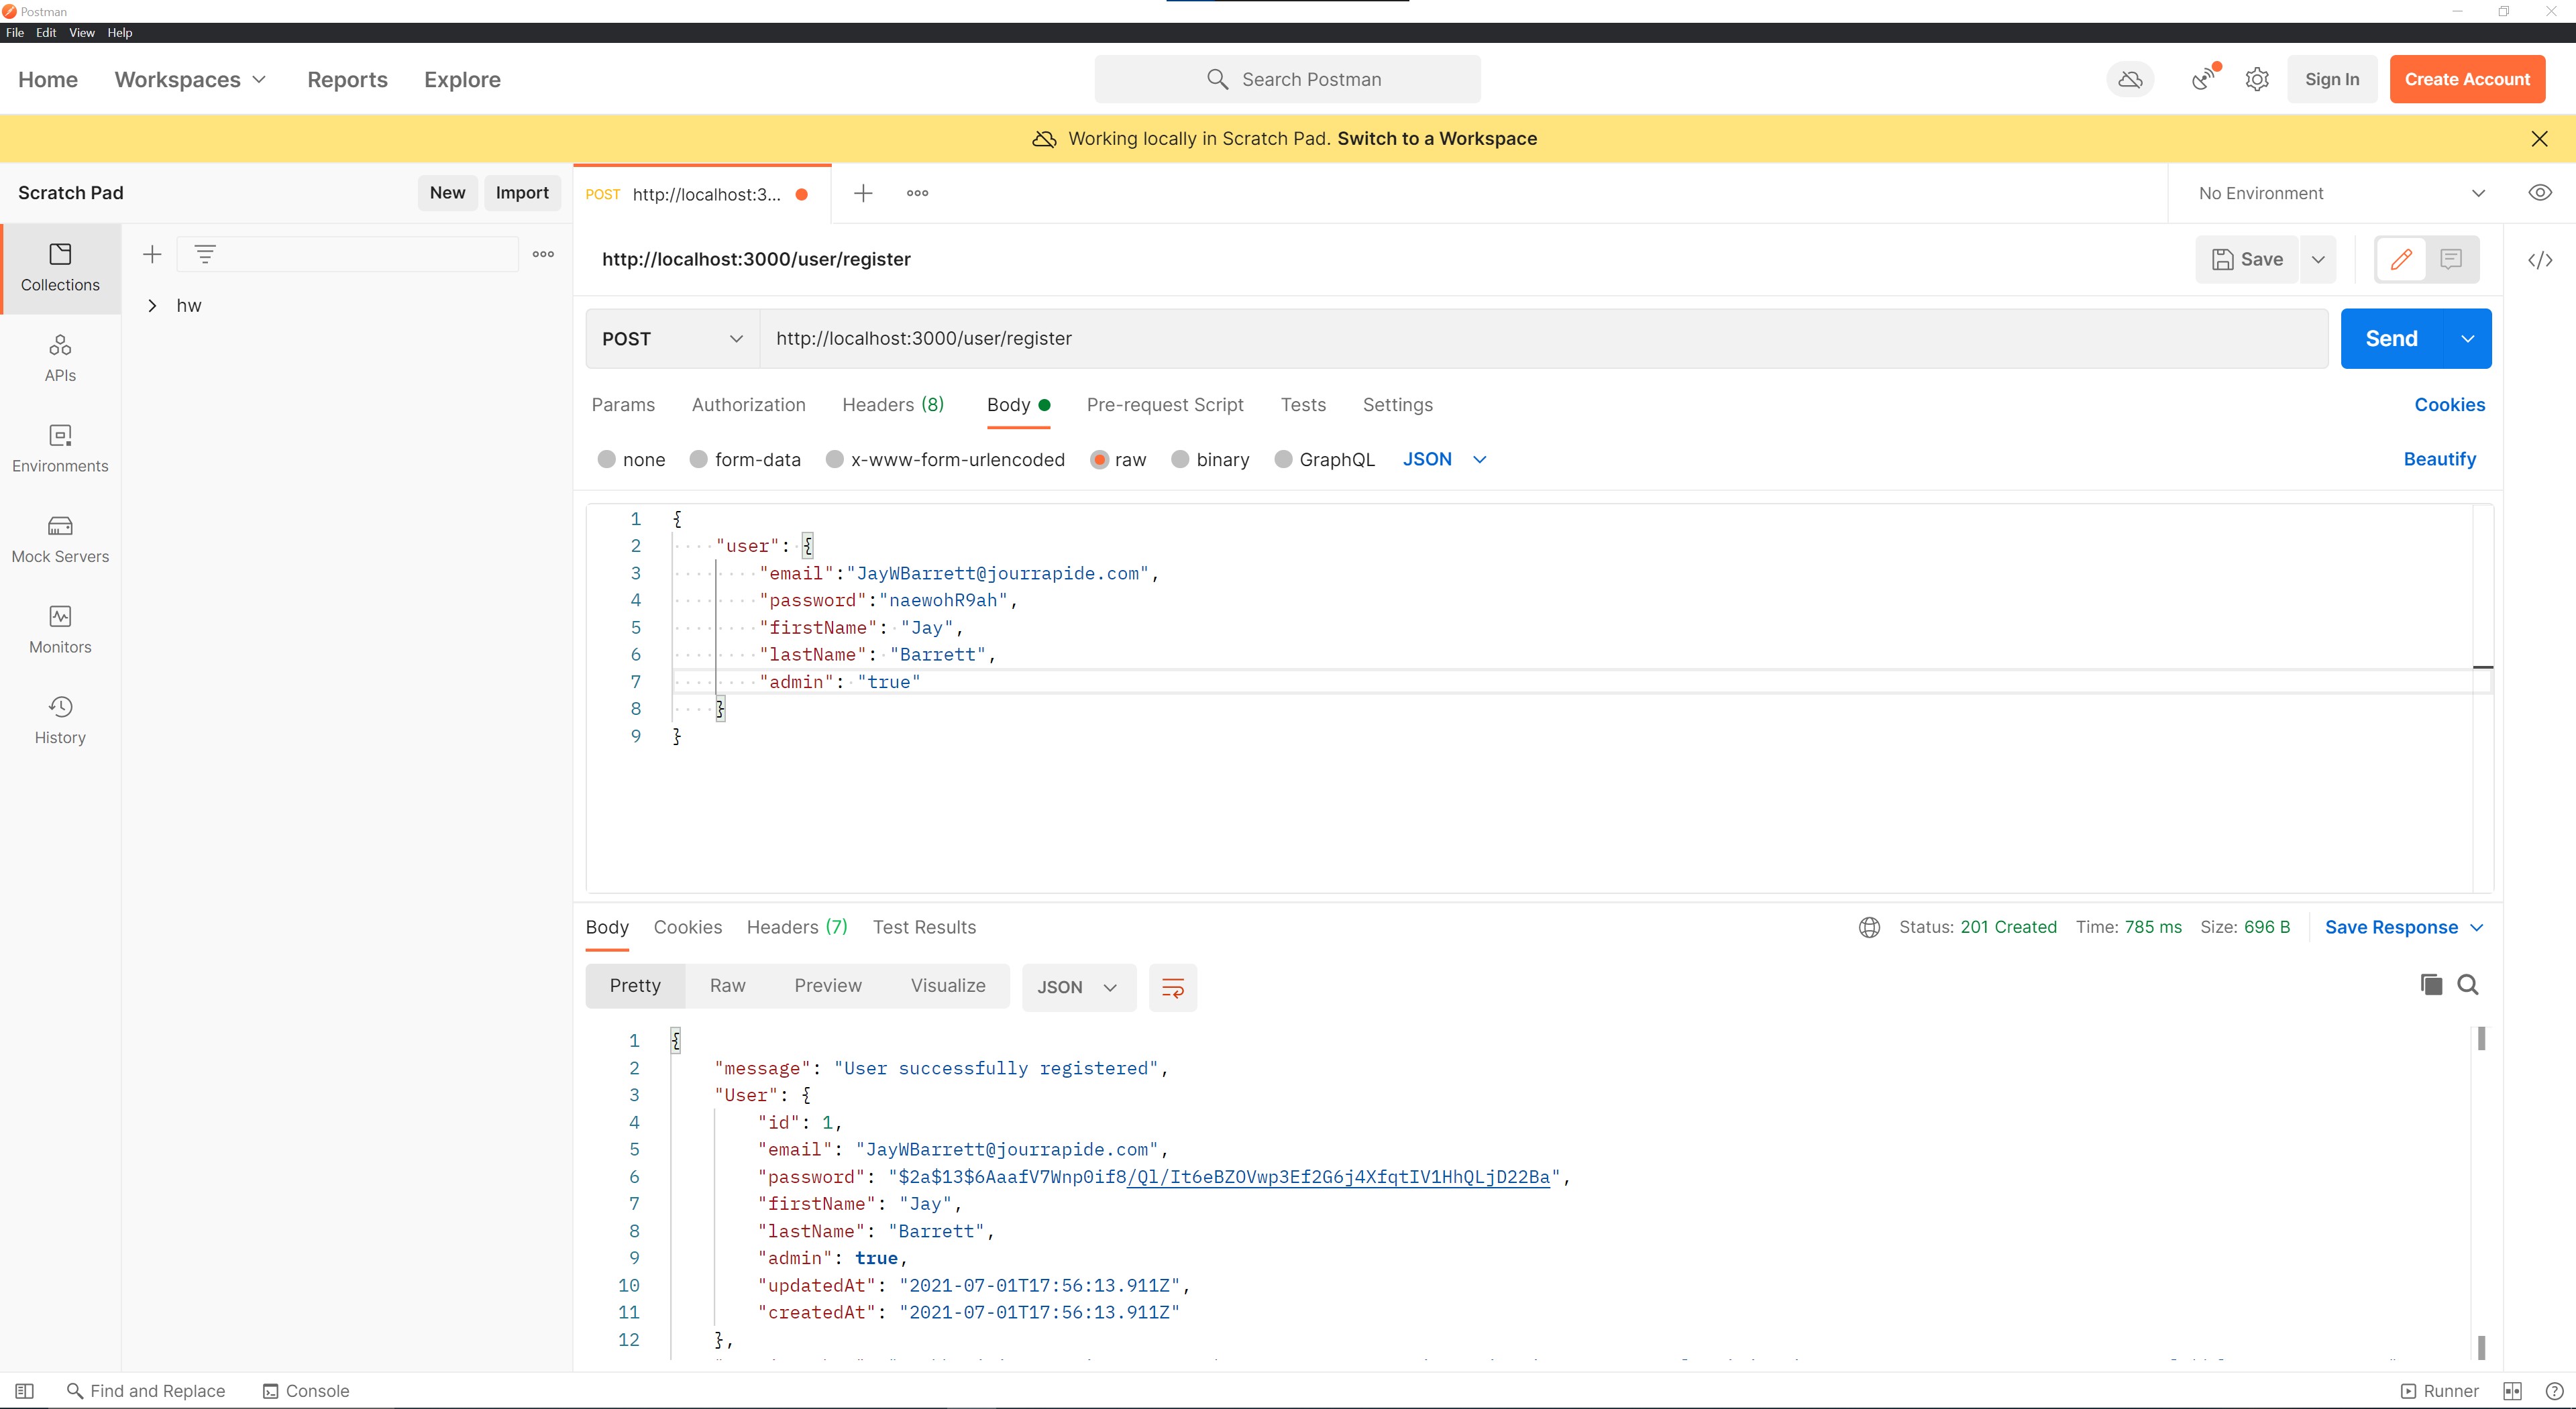 Postman
File Edit View Help
Home Workspaces Reports Explore Search Postman Sign In Create Account
Working locally in Scratch Pad. Switch to a Workspace
Scratch Pad New Import POST http://localhost:3... No Environment
Collections
APIs
Environments
Mock Servers
Monitors
History
hw
http://localhost:3000/user/register Save
POST http://localhost:3000/user/register Send
Params Authorization Headers (8) Body Pre-request Script Tests Settings Cookies
none form-data x-www-form-urlencoded raw binary GraphQL JSON Beautify
1 {
2 "user": {
3 "email":"JayWBarrett@jourrapide.com",
4 "password":"naewohR9ah",
5 "firstName": "Jay",
6 "lastName": "Barrett",
7 "admin": "true"
8 }
9 }
Body Cookies Headers (7) Test Results Status: 201 Created Time: 785 ms Size: 696 B Save Response
Pretty Raw Preview Visualize JSON
1 {
2 "message": "User successfully registered",
3 "User": {
4 "id": 1,
5 "email": "JayWBarrett@jourrapide.com",
6 "password": "$2a$13$6AaafV7Wnp0if8/Ql/It6eBZOVwp3Ef2G6j4XfqtIV1HhQLjD22Ba",
7 "firstName": "Jay",
8 "lastName": "Barrett",
9 "admin": true,
10 "updatedAt": "2021-07-01T17:56:13.911Z",
11 "createdAt": "2021-07-01T17:56:13.911Z"
12 },
Find and Replace Console Runner